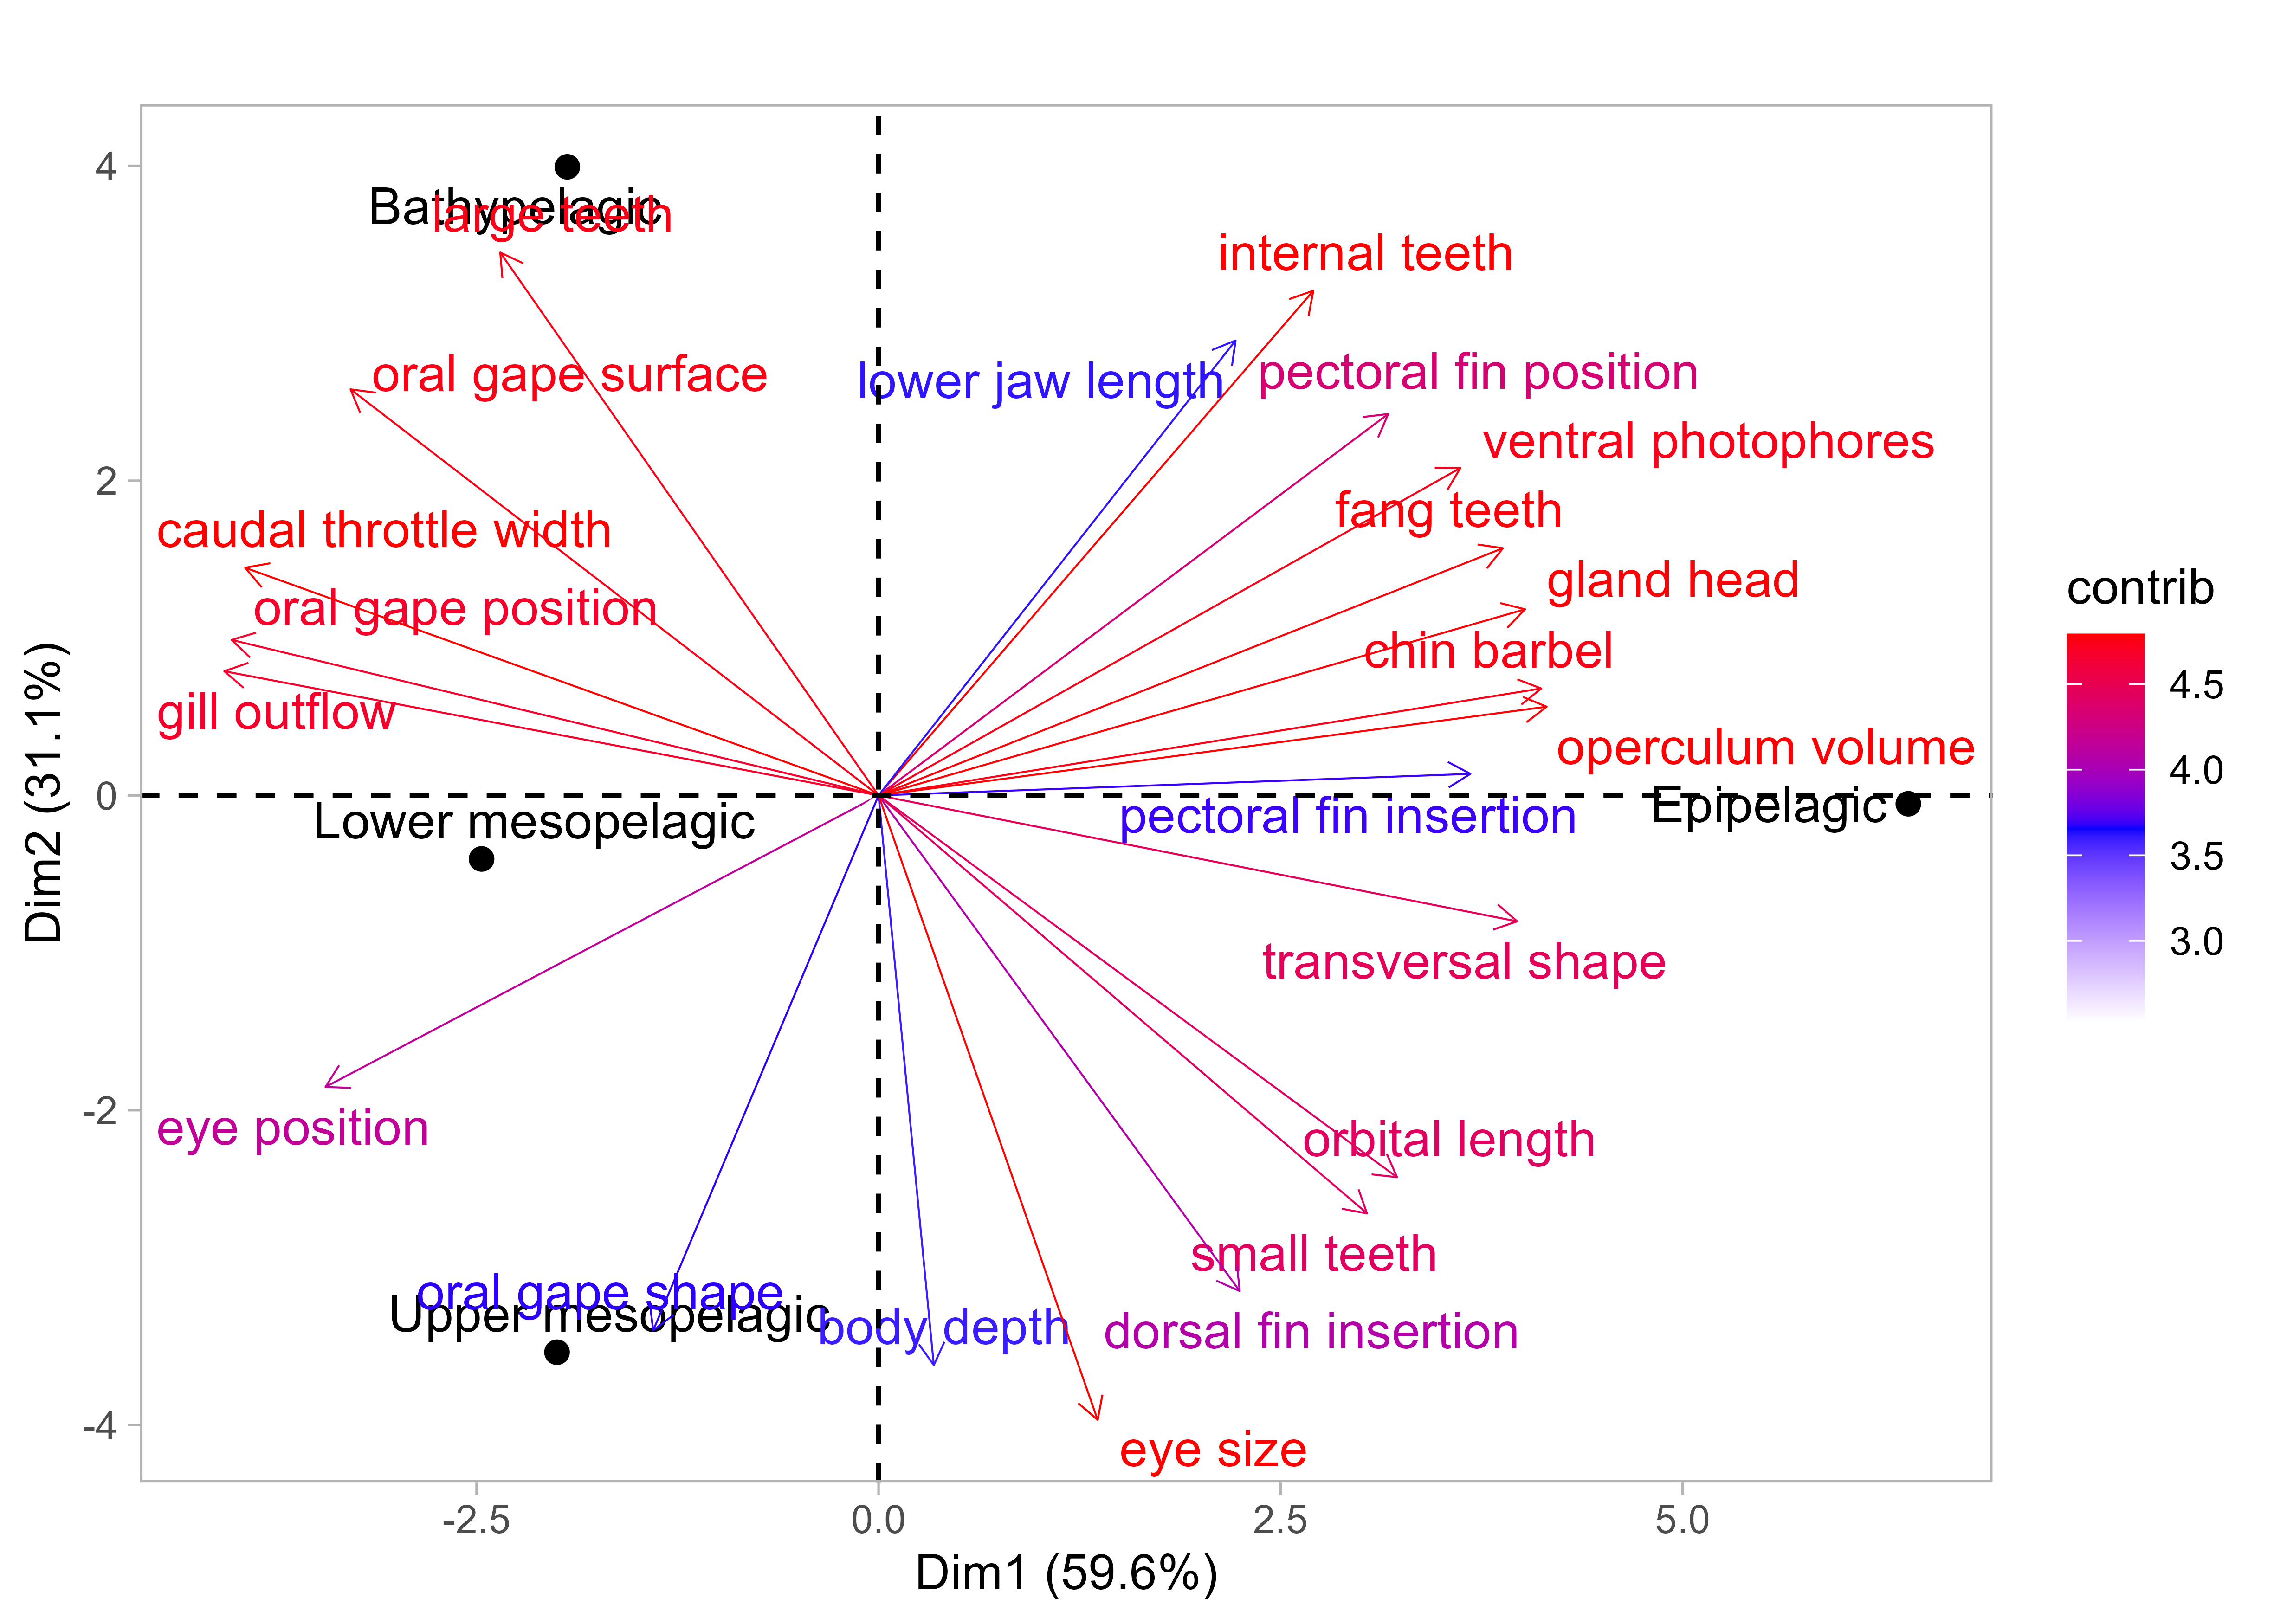 4
Bathypelagic
large teeth
internal teeth
oral gape surface
lower jaw length
pectoral fin position
ventral photophores
2
fang teeth
caudal throttle width
gland head
contrib
oral gape position
chin barbel
4.5
gill outflow
operculum volume
4.0
0
Lower mesopelagic
pectoral fin insertion
Epipelagic
3.5
Dim2 (31.1%)
transversal shape
3.0
-2
eye position
orbital length
small teeth
oral gape shape
Upper mesopelagic
body depth
dorsal fin insertion
-4
eye size
-2.5
0.0
2.5
5.0
Dim1 (59.6%)